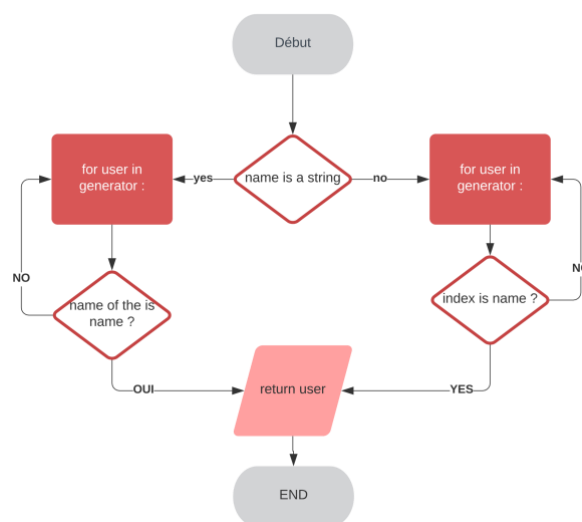 Début
for user in
generator :
yes
name is a string
no
for user in
generator :
NO
name of the is
name ?
index is name ?
NO
OUI
return user
YES
END